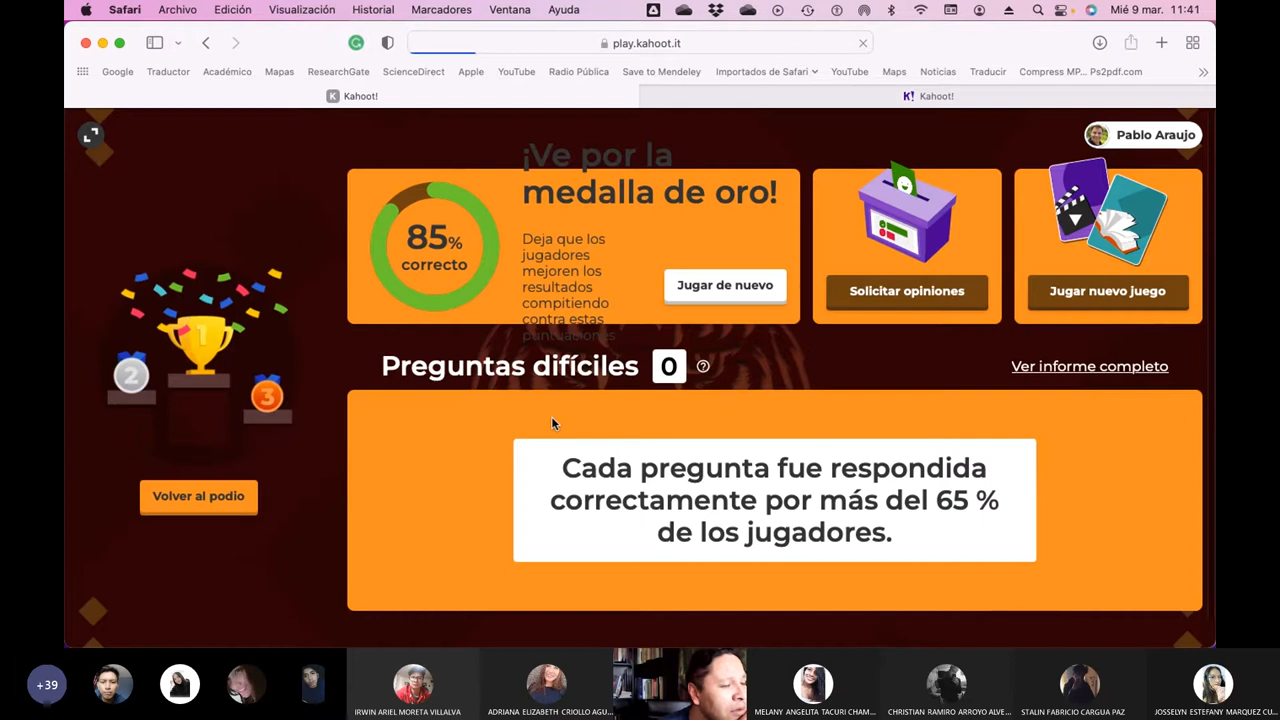 Safari Archivo Edición Visualización Historial Marcadores Ventana Ayuda Mié 9 mar. 11:41
play.kahoot.it
Google Traductor Académico Mapas ResearchGate ScienceDirect Apple YouTube Radio Pública Save to Mendeley Importados de Safari YouTube Maps Noticias Traducir Compress MP... Ps2pdf.com
K Kahoot!
K! Kahoot!
Pablo Araujo
¡Ve por la
medalla de oro!
85%
correcto
Deja que los
jugadores
mejoren los
resultados
compitiendo
contra estas
puntuaciones
Jugar de nuevo
Solicitar opiniones
Jugar nuevo juego
1
2
3
Preguntas difíciles 0 ?
Ver informe completo
Cada pregunta fue respondida
correctamente por más del 65 %
de los jugadores.
Volver al podio
+39
IRWIN ARIEL MORETA VILLALVA
ADRIANA ELIZABETH CRIOLLO AGU...
MELANY ANGELITA TACURI CHAM...
CHRISTIAN RAMIRO ARROYO ALVE...
STALIN FABRICIO CARGUA PAZ
JOSSELYN ESTEFANY MARQUEZ CU...